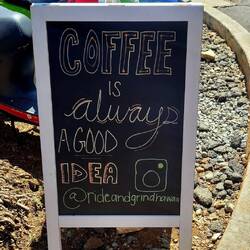 COFFEE
is
always
A GOOD
IDEA
@rideandgrindhawaii